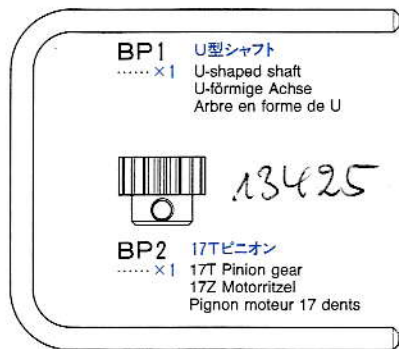 BP1 U型シャフト
······×1 U-shaped shaft
U-förmige Achse
Arbre en forme de U
13425
BP2 17Tピニオン
······×1 17T Pinion gear
17Z Motorritzel
Pignon moteur 17 dents